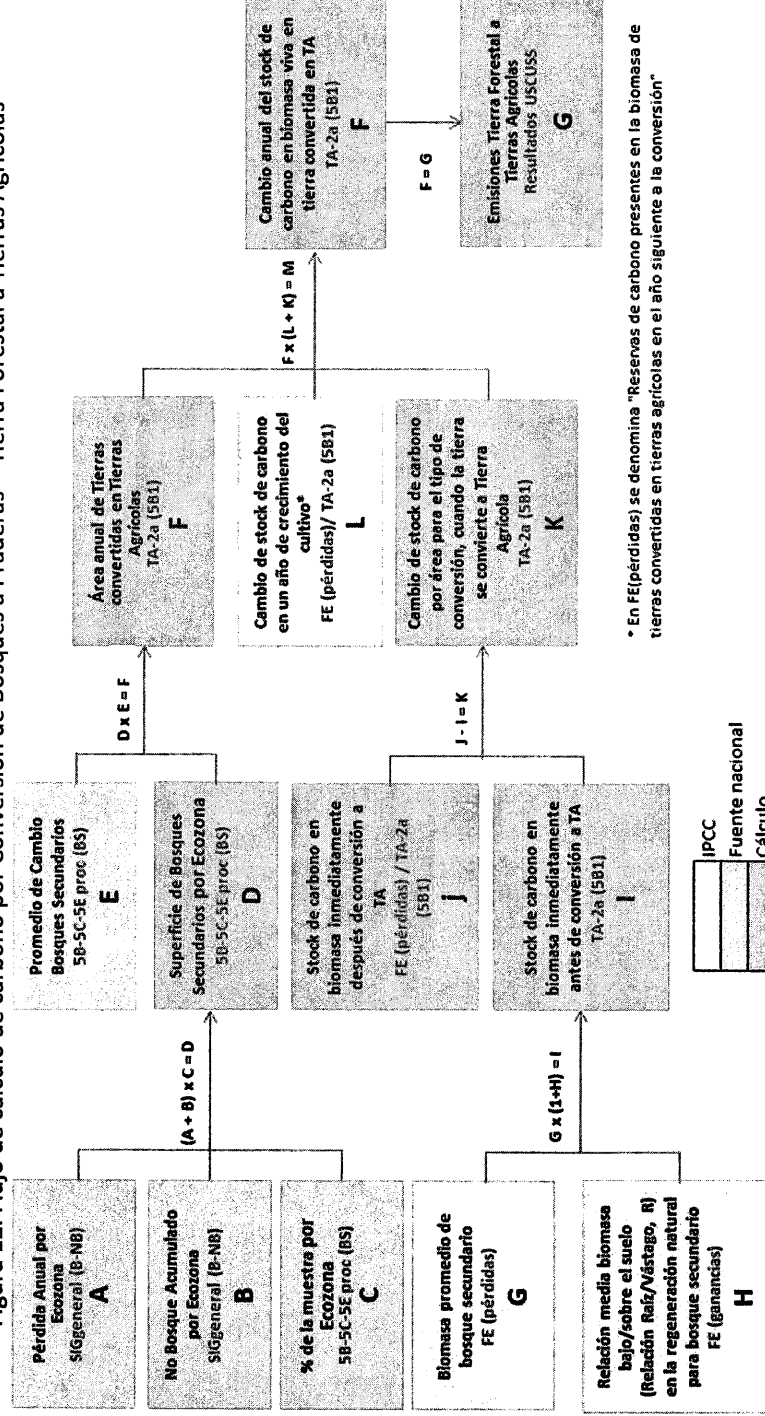 Flujo de cálculo de carbono por Conversión de Bosques a Praderas - Tierra Forestal a Tierras Agrícolas
Pérdida Anual por
Ecozona
SIGgeneral (B-NB)
A
No Bosque Acumulado
por Ecozona
SIGgeneral (B-NB)
B
% de la muestra por
Ecozona
5B-5C-5E proc (BS)
C
Biomasa promedio de
bosque secundario
FE (pérdidas)
G
Relación media biomasa
bajo/sobre el suelo
(Relación Raíz/Vástago, R)
en la regeneración natural
para bosque secundario
FE (ganancias)
H
(A + B) x C = D
G x (1+H) = I
Promedio de Cambio
Bosques Secundarios
5B-5C-5E proc (BS)
E
Superficie de Bosques
Secundarios por Ecozona
5B-5C-5E proc (BS)
D
Stock de carbono en
biomasa inmediatamente
después de conversión a
TA
FE (pérdidas) / TA-2a
(5B1)
J
Stock de carbono en
biomasa inmediatamente
antes de conversión a TA
TA-2a (5B1)
I
D x E = F
J - I = K
Área anual de Tierras
convertidas en Tierras
Agrícolas
TA-2a (5B1)
F
Cambio de stock de carbono
en un año de crecimiento del
cultivo*
FE (pérdidas)/ TA-2a (5B1)
L
Cambio de stock de carbono
por área para el tipo de
conversión, cuando la tierra
se convierte a Tierra
Agrícola
TA-2a (5B1)
K
F x (L + K) = M
Cambio anual del stock de
carbono en biomasa viva en
tierra convertida en TA
TA-2a (5B1)
F
F = G
Emisiones Tierra Forestal a
Tierras Agrícolas
Resultados USCUSS
G
IPCC
Fuente nacional
Cálculo
* En FE(pérdidas) se denomina "Reservas de carbono presentes en la biomasa de
tierras convertidas en tierras agrícolas en el año siguiente a la conversión"